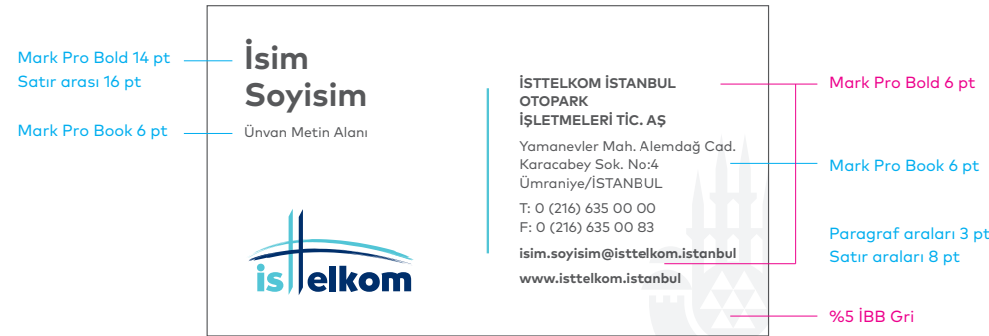 Mark Pro Bold 14 pt
Satır arası 16 pt
Mark Pro Book 6 pt
İsim
Soyisim
Ünvan Metin Alanı
isttelkom
İSTTELKOM İSTANBUL
OTOPARK
İŞLETMELERİ TİC. AŞ
Yamanevler Mah. Alemdağ Cad.
Karacabey Sok. No:4
Ümraniye/İSTANBUL
T: 0 (216) 635 00 00
F: 0 (216) 635 00 83
isim.soyisim@isttelkom.istanbul
www.isttelkom.istanbul
Mark Pro Bold 6 pt
Mark Pro Book 6 pt
Paragraf araları 3 pt
Satır araları 8 pt
%5 İBB Gri